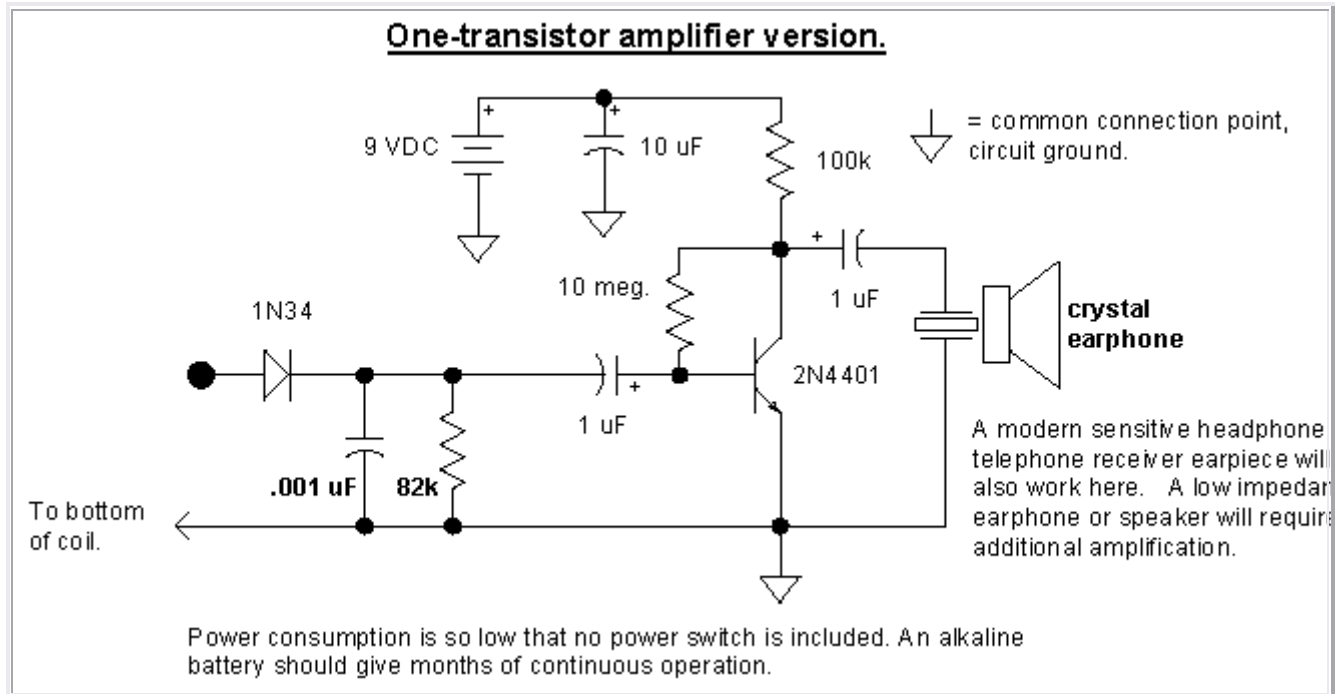 One-transistor amplifier version.
+
+
9 VDC
10 uF
100k
= common connection point,
circuit ground.
+
10 meg.
1 uF
1N34
crystal
earphone
2N4401
+
1 uF
.001 uF
82k
To bottom
of coil.
A modern sensitive headphone
telephone receiver earpiece will
also work here. A low
earphone or speaker will require
additional amplification.
Power consumption is so low that no power switch is included. An alkaline
battery should give months of continuous operation.